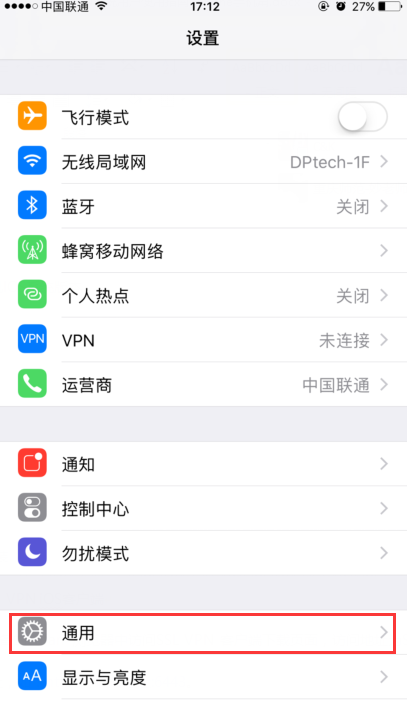 中国联通 17:12 27%
设置
飞行模式
无线局域网 DPtech-1F
蓝牙 关闭
蜂窝移动网络
个人热点 关闭
VPN VPN 未连接
运营商 中国联通
通知
控制中心
勿扰模式
通用
AA 显示与亮度